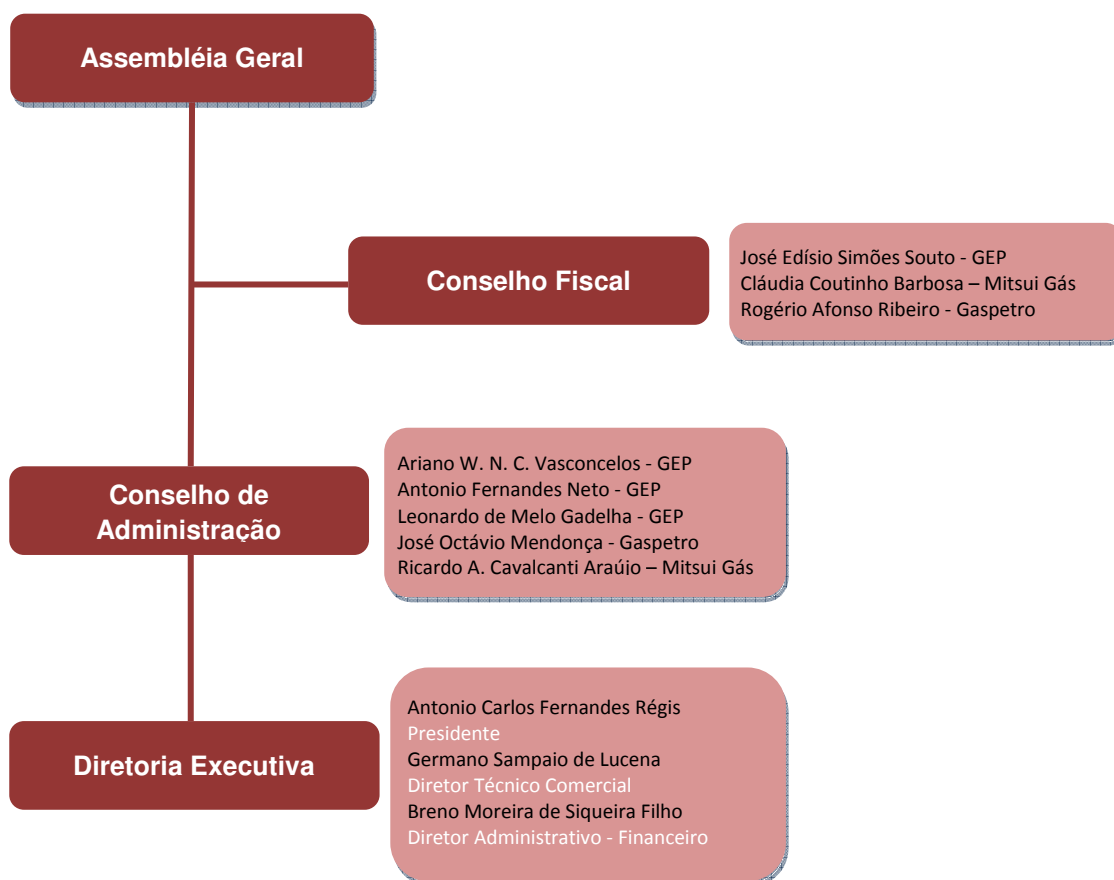 Assembléia Geral
Conselho Fiscal
José Edísio Simões Souto - GEP
Cláudia Coutinho Barbosa – Mitsui Gás
Rogério Afonso Ribeiro - Gaspetro
Conselho de
Administração
Ariano W. N. C. Vasconcelos - GEP
Antonio Fernandes Neto - GEP
Leonardo de Melo Gadelha - GEP
José Octávio Mendonça - Gaspetro
Ricardo A. Cavalcanti Araújo – Mitsui Gás
Diretoria Executiva
Antonio Carlos Fernandes Régis
Presidente
Germano Sampaio de Lucena
Diretor Técnico Comercial
Breno Moreira de Siqueira Filho
Diretor Administrativo - Financeiro